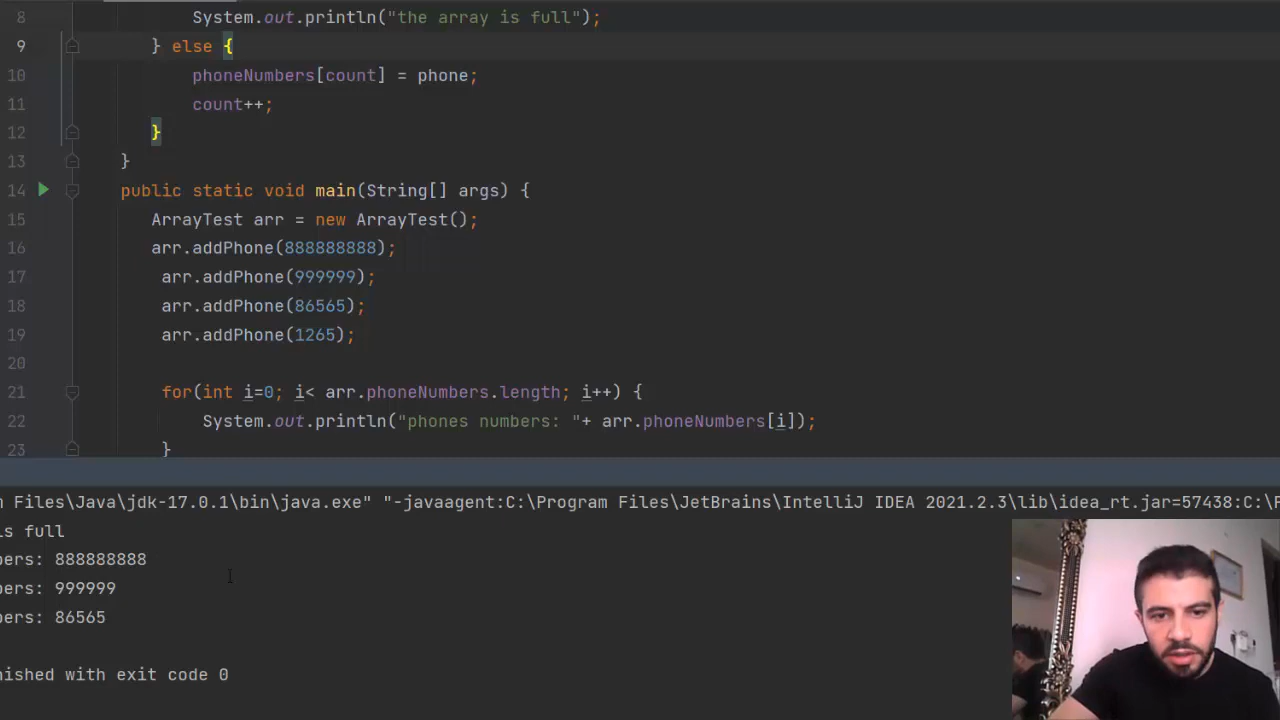 8 System.out.println("the array is full");
9 } else {
10 phoneNumbers[count] = phone;
11 count++;
12 }
13 }
14 public static void main(String[] args) {
15 ArrayTest arr = new ArrayTest();
16 arr.addPhone(888888888);
17 arr.addPhone(999999);
18 arr.addPhone(86565);
19 arr.addPhone(1265);
20
21 for(int i=0; i< arr.phoneNumbers.length; i++) {
22 System.out.println("phones numbers: "+ arr.phoneNumbers[i]);
23 }
m Files\Java\jdk-17.0.1\bin\java.exe" "-javaagent:C:\Program Files\JetBrains\IntelliJ IDEA 2021.2.3\lib\idea_rt.jar=57438:C:\
is full
bers: 888888888
bers: 999999
bers: 86565
nished with exit code 0